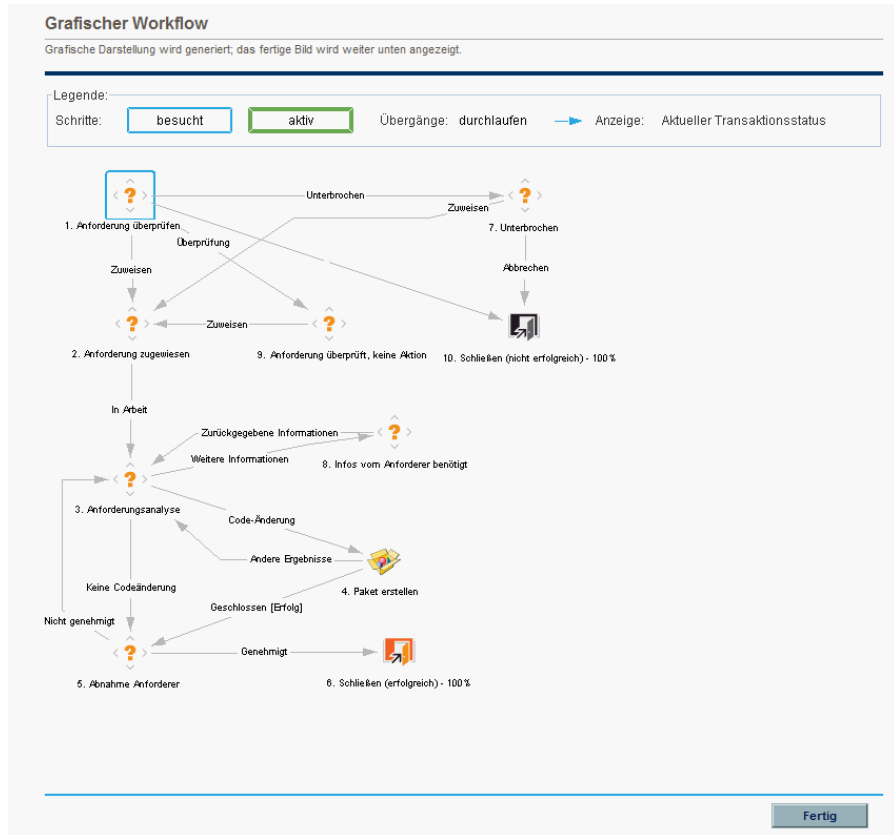 Grafischer Workflow
Grafische Darstellung wird generiert; das fertige Bild wird weiter unten angezeigt.
Legende:
Schritte: besucht aktiv Übergänge: durchlaufen Anzeige: Aktueller Transaktionsstatus
Unterbrochen
Zuweisen
1. Anforderung überprüfen
7. Unterbrochen
Überprüfung
Zuweisen
Abbrechen
Zuweisen
2. Anforderung zugewiesen
9. Anforderung überprüft, keine Aktion
10. Schließen (nicht erfolgreich) - 100%
In Arbeit
Zurückgegebene Informationen
Weitere Informationen
8. Infos vom Anforderer benötigt
3. Anforderungsanalyse
Code-Änderung
Andere Ergebnisse
Keine Codeänderung
4. Paket erstellen
Geschlossen [Erfolg]
Nicht genehmigt
Genehmigt
5. Abnahme Anforderer
6. Schließen (erfolgreich) - 100%
Fertig